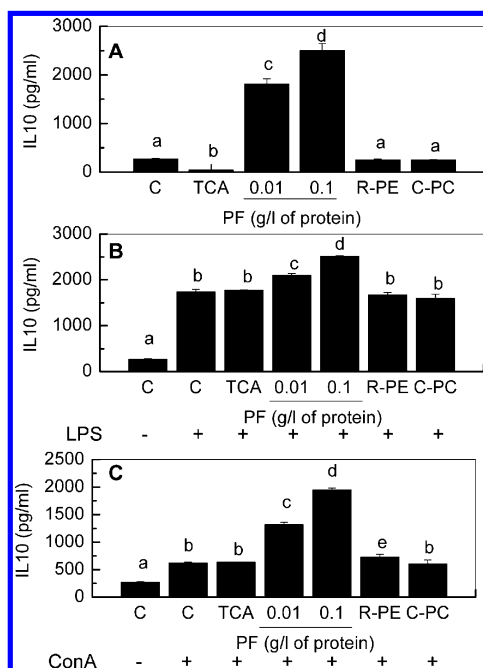 A
IL10 (pg/ml)
3000
2000
1000
0
a b c d a a
C TCA 0.01 0.1 R-PE C-PC
PF (g/l of protein)
B
IL10 (pg/ml)
3000
2000
1000
0
a b b c d b b
C C TCA 0.01 0.1 R-PE C-PC
PF (g/l of protein)
LPS - + + + + + +
C
IL10 (pg/ml)
2500
2000
1500
1000
500
0
a b b c d e b
C C TCA 0.01 0.1 R-PE C-PC
PF (g/l of protein)
ConA - + + + + + +